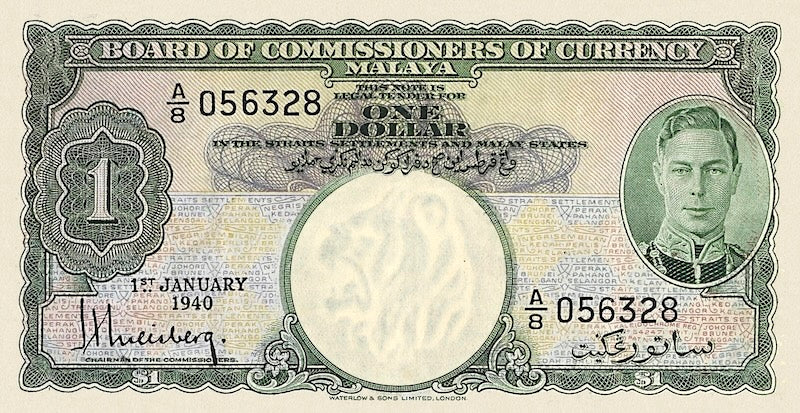 BOARD OF COMMISSIONERS OF CURRENCY
MALAYA
A/8 056328
THIS NOTE IS
LEGAL TENDER FOR
ONE
DOLLAR
IN THE STRAITS SETTLEMENTS AND MALAY STATES
1
1ST JANUARY
1940
A/8 056328
CHAIRMAN OF THE COMMISSIONERS.
ساتو رڠݢيت
$1
$1
WATERLOW & SONS LIMITED, LONDON